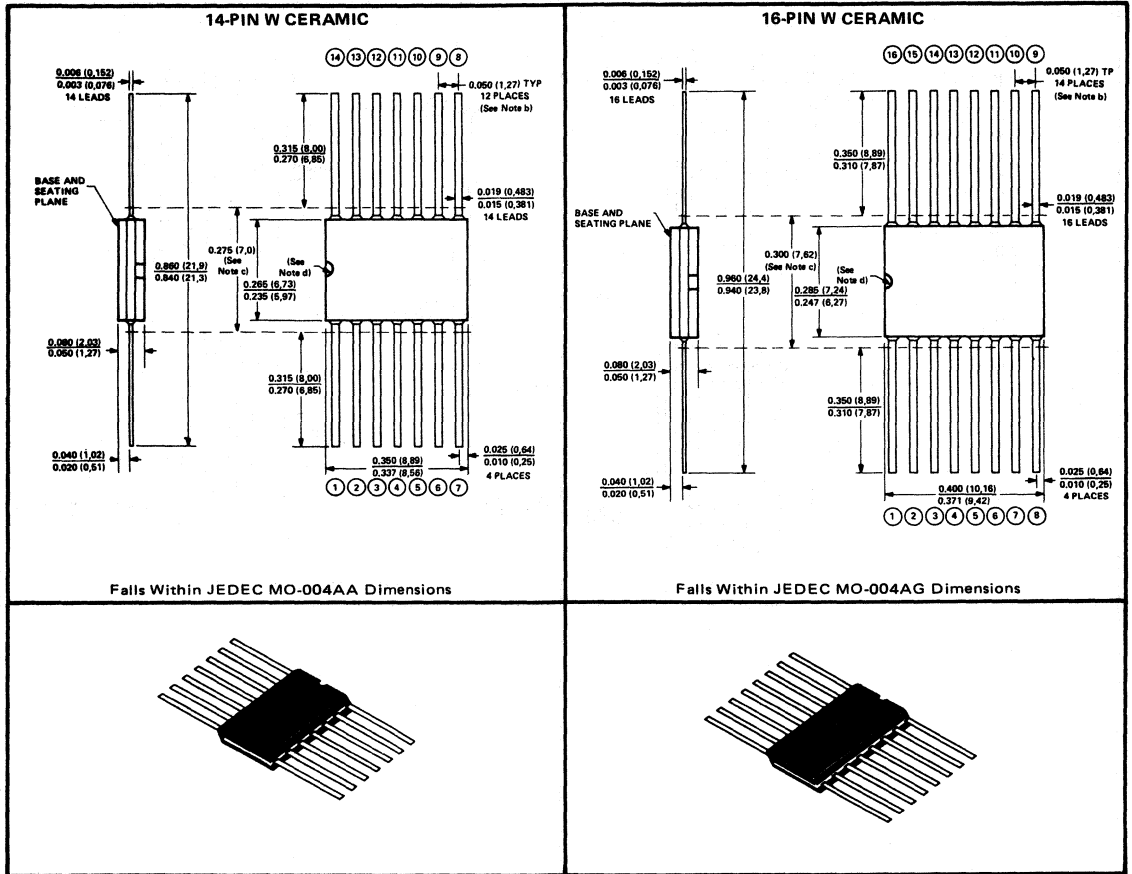 14-PIN W CERAMIC
14 13 12 11 10 9 8
0.006 (0,152)
0.003 (0,076)
14 LEADS
0.050 (1,27) TYP
12 PLACES
(See Note b)
0.315 (8,00)
0.270 (6,85)
BASE AND
SEATING
PLANE
0.019 (0,483)
0.015 (0,381)
14 LEADS
0.275 (7,0)
(See
Note c)
(See
Note d)
0.860 (21,9)
0.840 (21,3)
0.265 (6,73)
0.235 (5,97)
0.080 (2,03)
0.050 (1,27)
0.315 (8,00)
0.270 (6,85)
0.040 (1,02)
0.020 (0,51)
0.350 (8,89)
0.337 (8,56)
0.025 (0,64)
0.010 (0,25)
4 PLACES
1 2 3 4 5 6 7
Falls Within JEDEC MO-004AA Dimensions
16-PIN W CERAMIC
16 15 14 13 12 11 10 9
0.006 (0,152)
0.003 (0,076)
16 LEADS
0.050 (1,27) TP
14 PLACES
(See Note b)
0.350 (8,89)
0.310 (7,87)
0.019 (0,483)
0.015 (0,381)
16 LEADS
BASE AND
SEATING PLANE
0.300 (7,62)
(See Note c)
(See
Note d)
0.960 (24,4)
0.940 (23,8)
0.285 (7,24)
0.247 (6,27)
0.080 (2,03)
0.050 (1,27)
0.350 (8,89)
0.310 (7,87)
0.040 (1,02)
0.020 (0,51)
0.400 (10,16)
0.371 (9,42)
0.025 (0,64)
0.010 (0,25)
4 PLACES
1 2 3 4 5 6 7 8
Falls Within JEDEC MO-004AG Dimensions